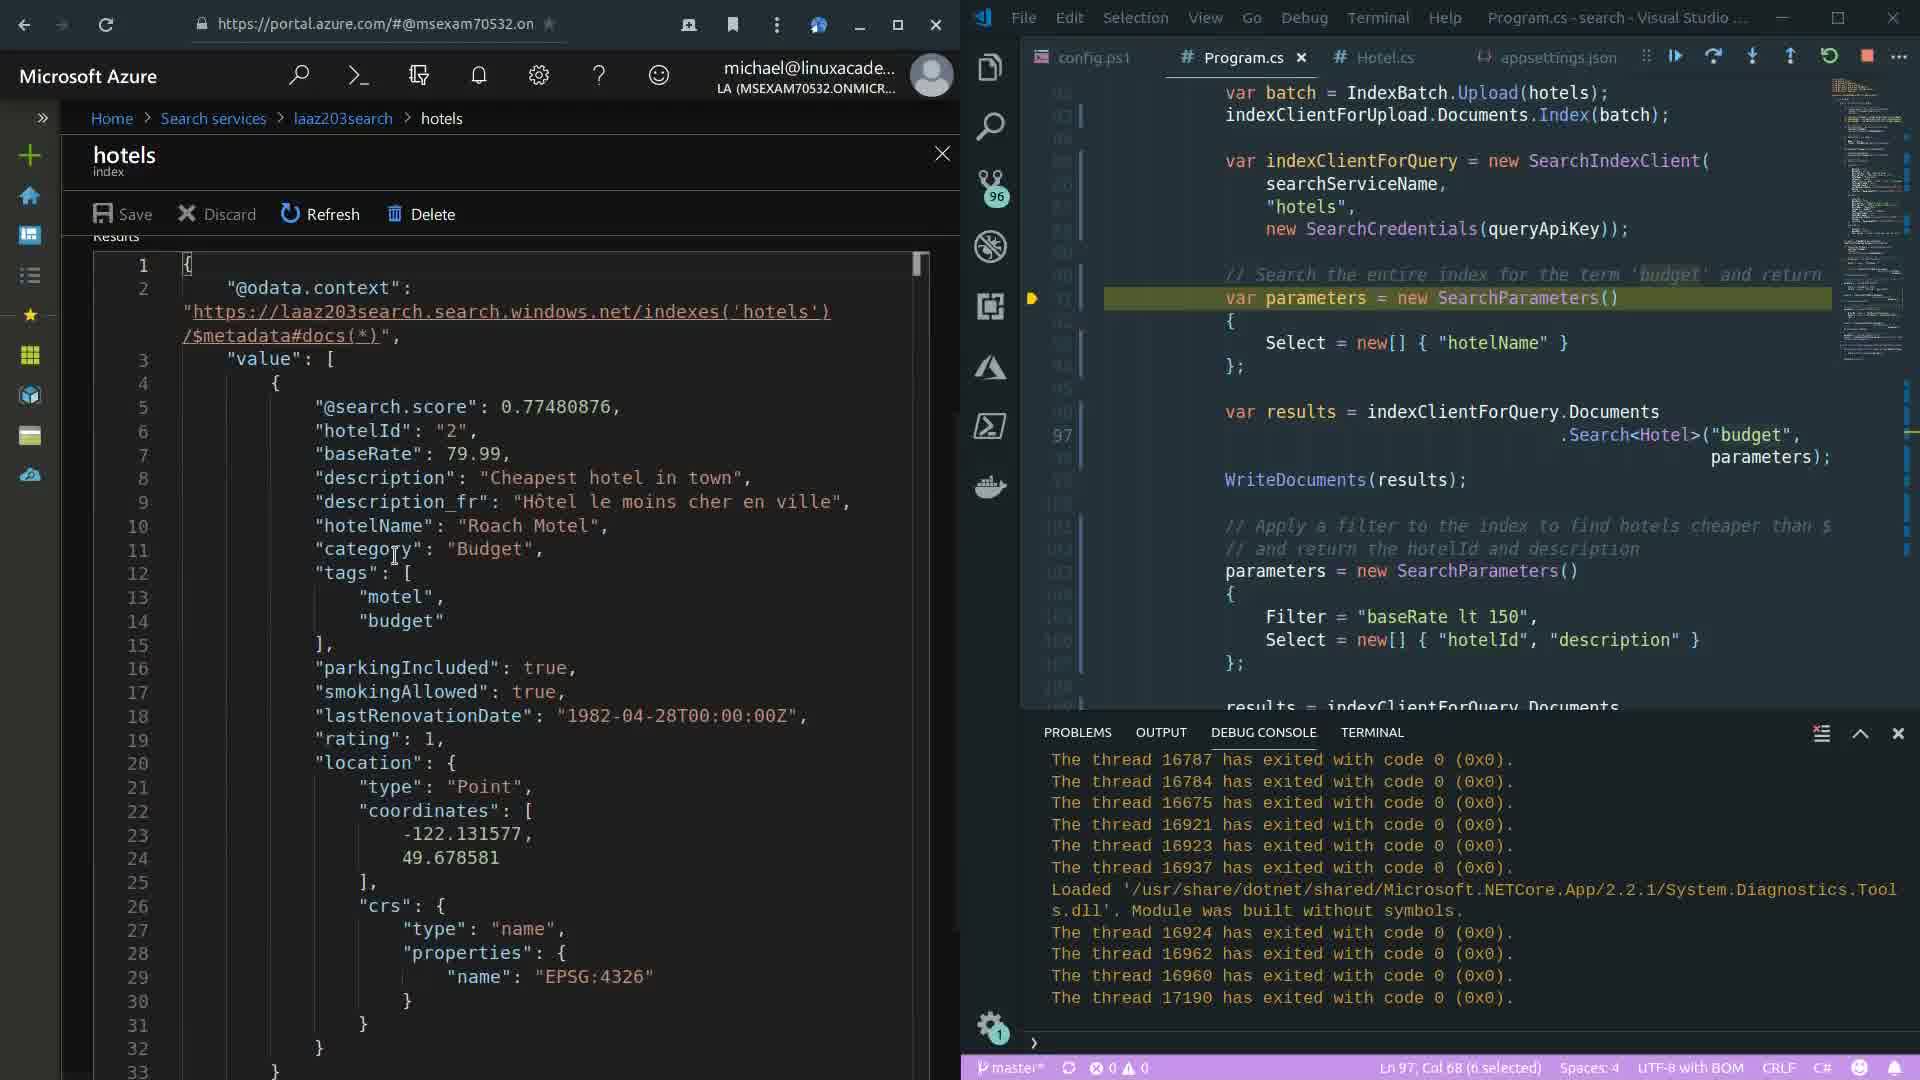 https://portal.azure.com/#@msexam70532.on
Microsoft Azure
michael@linuxacade...
LA (MSEXAM70532.ONMICR...
Home > Search services > laaz203search > hotels
hotels
index
Save Discard Refresh Delete
Results
1 {
2 "@odata.context":
"https://laaz203search.search.windows.net/indexes('hotels')
/$metadata#docs(*)",
3 "value": [
4 {
5 "@search.score": 0.77480876,
6 "hotelId": "2",
7 "baseRate": 79.99,
8 "description": "Cheapest hotel in town",
9 "description_fr": "Hôtel le moins cher en ville",
10 "hotelName": "Roach Motel",
11 "category": "Budget",
12 "tags": [
13 "motel",
14 "budget"
15 ],
16 "parkingIncluded": true,
17 "smokingAllowed": true,
18 "lastRenovationDate": "1982-04-28T00:00:00Z",
19 "rating": 1,
20 "location": {
21 "type": "Point",
22 "coordinates": [
23 -122.131577,
24 49.678581
25 ],
26 "crs": {
27 "type": "name",
28 "properties": {
29 "name": "EPSG:4326"
30 }
31 }
32 }
33 }
File Edit Selection View Go Debug Terminal Help Program.cs - search - Visual Studio ...
config.ps1 # Program.cs # Hotel.cs appsettings.json
96
var batch = IndexBatch.Upload(hotels);
indexClientForUpload.Documents.Index(batch);
var indexClientForQuery = new SearchIndexClient(
searchServiceName,
"hotels",
new SearchCredentials(queryApiKey));
// Search the entire index for the term 'budget' and return
var parameters = new SearchParameters()
{
Select = new[] { "hotelName" }
};
var results = indexClientForQuery.Documents
97 .Search<Hotel>("budget",
parameters);
WriteDocuments(results);
// Apply a filter to the index to find hotels cheaper than $
// and return the hotelId and description
parameters = new SearchParameters()
{
Filter = "baseRate lt 150",
Select = new[] { "hotelId", "description" }
};
results = indexClientForQuery.Documents
PROBLEMS OUTPUT DEBUG CONSOLE TERMINAL
The thread 16787 has exited with code 0 (0x0).
The thread 16784 has exited with code 0 (0x0).
The thread 16675 has exited with code 0 (0x0).
The thread 16921 has exited with code 0 (0x0).
The thread 16923 has exited with code 0 (0x0).
The thread 16937 has exited with code 0 (0x0).
Loaded '/usr/share/dotnet/shared/Microsoft.NETCore.App/2.2.1/System.Diagnostics.Tool
s.dll'. Module was built without symbols.
The thread 16924 has exited with code 0 (0x0).
The thread 16962 has exited with code 0 (0x0).
The thread 16960 has exited with code 0 (0x0).
The thread 17190 has exited with code 0 (0x0).
1
master* 0 0 Ln 97, Col 68 (6 selected) Spaces: 4 UTF-8 with BOM CRLF C#